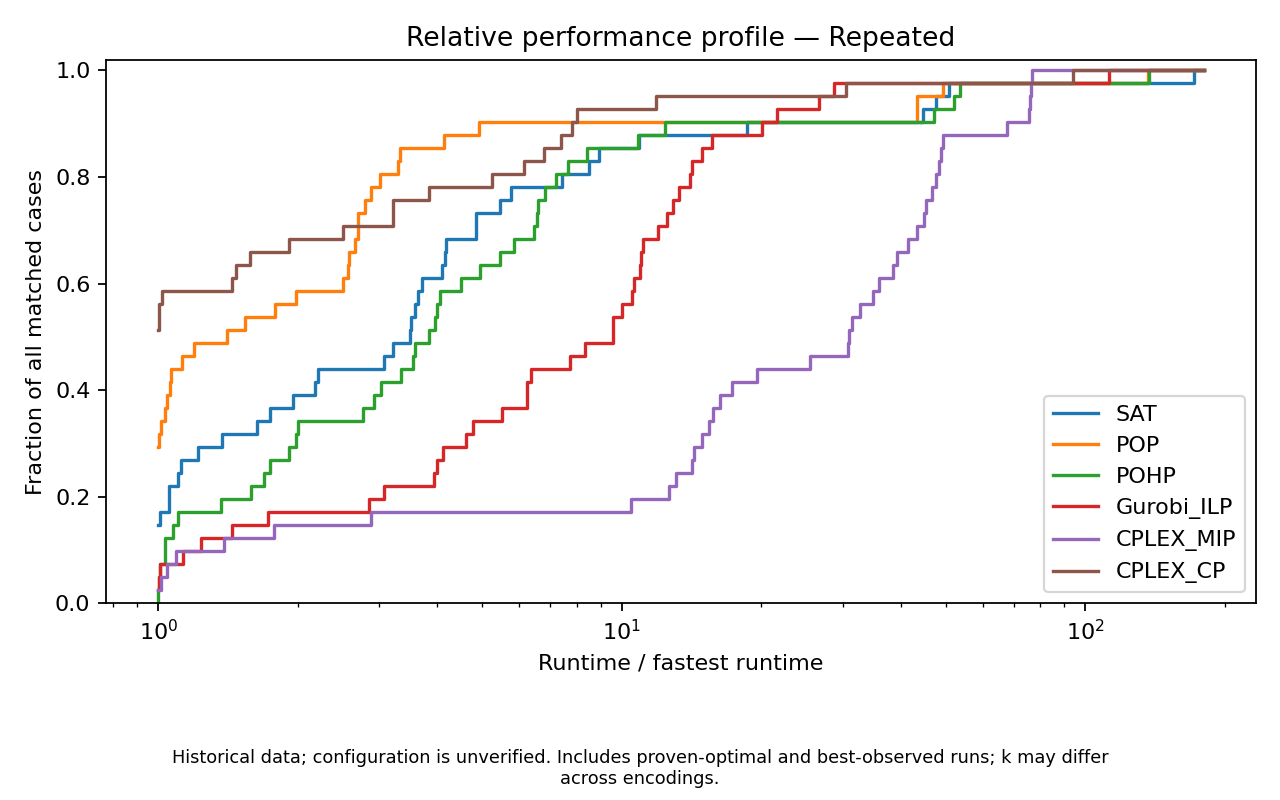 Relative performance profile — Repeated
1.0
0.8
0.6
0.4
0.2
0.0
Fraction of all matched cases
SAT
POP
POHP
Gurobi_ILP
CPLEX_MIP
CPLEX_CP
10⁰ 10¹ 10²
Runtime / fastest runtime
Historical data; configuration is unverified. Includes proven-optimal and best-observed runs; k may differ
across encodings.